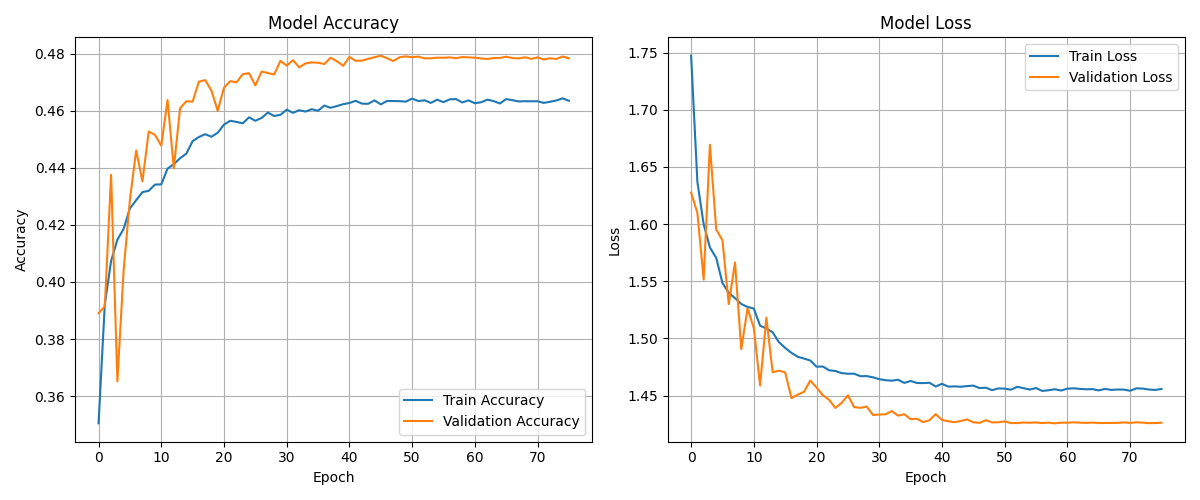 Model Accuracy
Accuracy
0.48
0.46
0.44
0.42
0.40
0.38
0.36
Train Accuracy
Validation Accuracy
0 10 20 30 40 50 60 70
Epoch
Model Loss
Loss
1.75
1.70
1.65
1.60
1.55
1.50
1.45
Train Loss
Validation Loss
0 10 20 30 40 50 60 70
Epoch